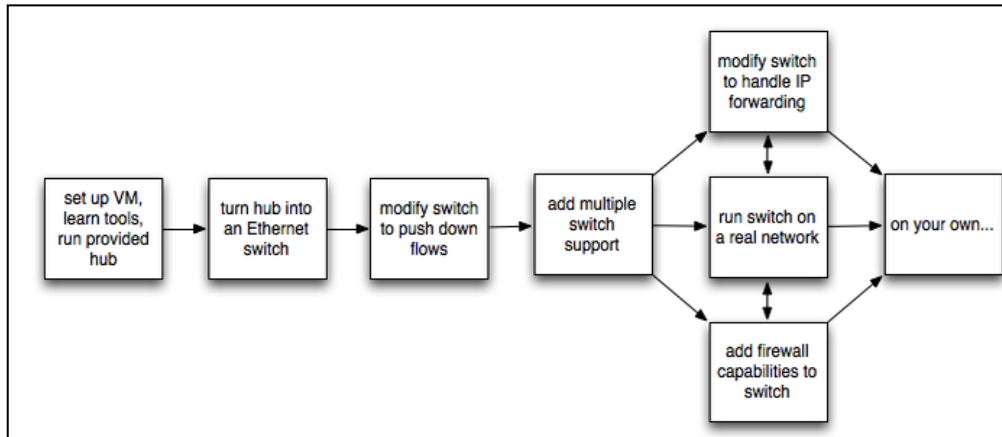 set up VM,
learn tools,
run provided
hub
turn hub into
an Ethernet
switch
modify switch
to push down
flows
add multiple
switch
support
modify switch
to handle IP
forwarding
run switch on
a real network
add firewall
capabilities to
switch
on your own...